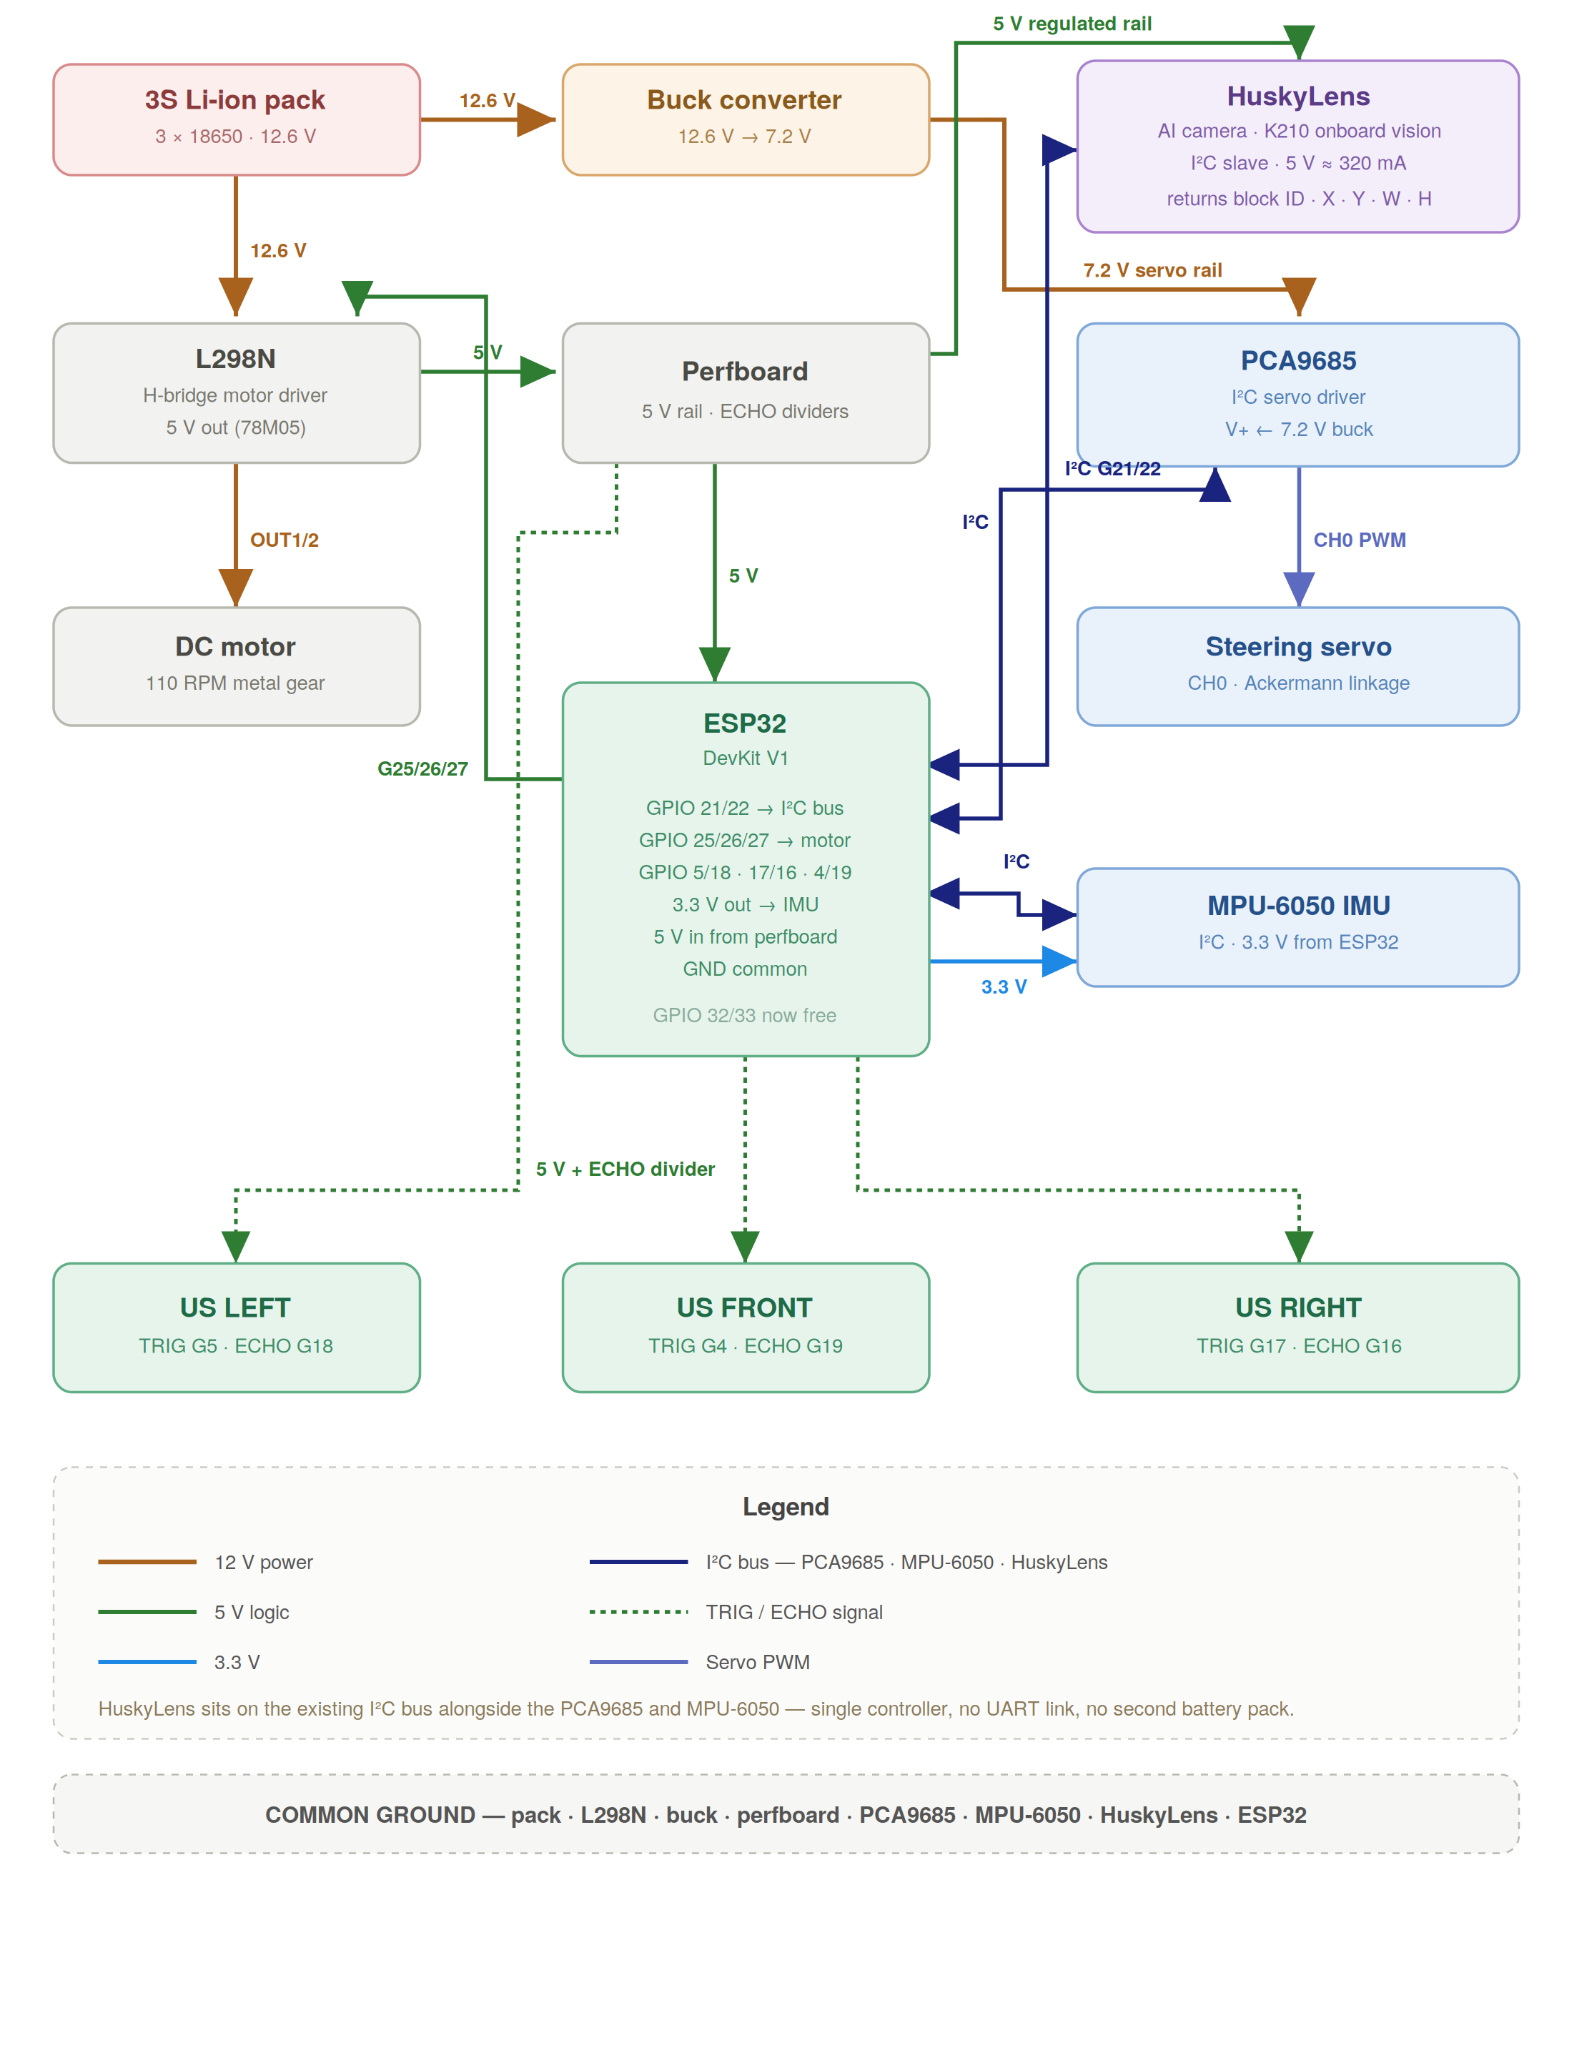 5 V regulated rail
3S Li-ion pack
3 × 18650 · 12.6 V
12.6 V
Buck converter
12.6 V → 7.2 V
HuskyLens
AI camera · K210 onboard vision
I²C slave · 5 V ≈ 320 mA
returns block ID · X · Y · W · H
12.6 V
7.2 V servo rail
L298N
H-bridge motor driver
5 V out (78M05)
5 V
Perfboard
5 V rail · ECHO dividers
PCA9685
I²C servo driver
V+ ← 7.2 V buck
I²C G21/22
I²C
OUT1/2
CH0 PWM
5 V
DC motor
110 RPM metal gear
Steering servo
CH0 · Ackermann linkage
G25/26/27
ESP32
DevKit V1
GPIO 21/22 → I²C bus
GPIO 25/26/27 → motor
GPIO 5/18 · 17/16 · 4/19
3.3 V out → IMU
5 V in from perfboard
GND common
GPIO 32/33 now free
I²C
MPU-6050 IMU
I²C · 3.3 V from ESP32
3.3 V
5 V + ECHO divider
US LEFT
TRIG G5 · ECHO G18
US FRONT
TRIG G4 · ECHO G19
US RIGHT
TRIG G17 · ECHO G16
Legend
12 V power
I²C bus — PCA9685 · MPU-6050 · HuskyLens
5 V logic
TRIG / ECHO signal
3.3 V
Servo PWM
HuskyLens sits on the existing I²C bus alongside the PCA9685 and MPU-6050 — single controller, no UART link, no second battery pack.
COMMON GROUND — pack · L298N · buck · perfboard · PCA9685 · MPU-6050 · HuskyLens · ESP32